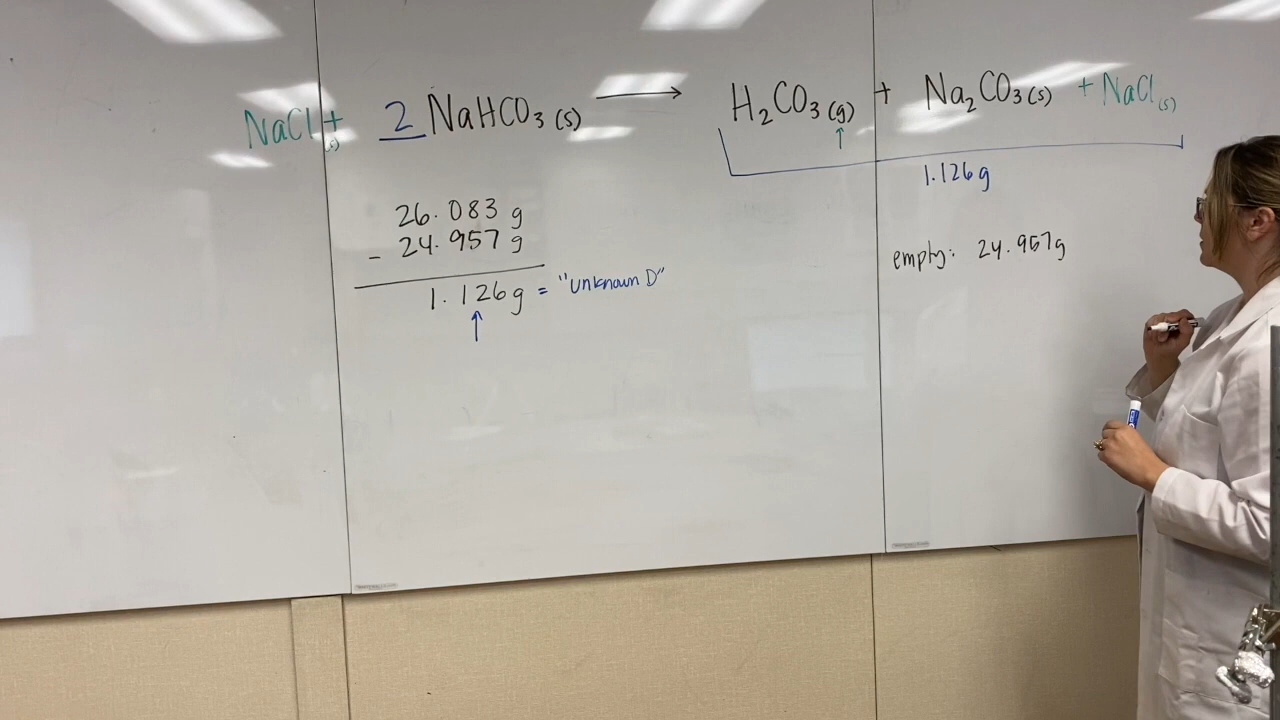 NaCl(s) + 2 NaHCO₃ (s) → H₂CO₃ (g) + Na₂CO₃ (s) + NaCl (s)
↑
1.126 g
26.083 g
- 24.957 g
1.126 g = "Unknown D"
↑
empty: 24.957g